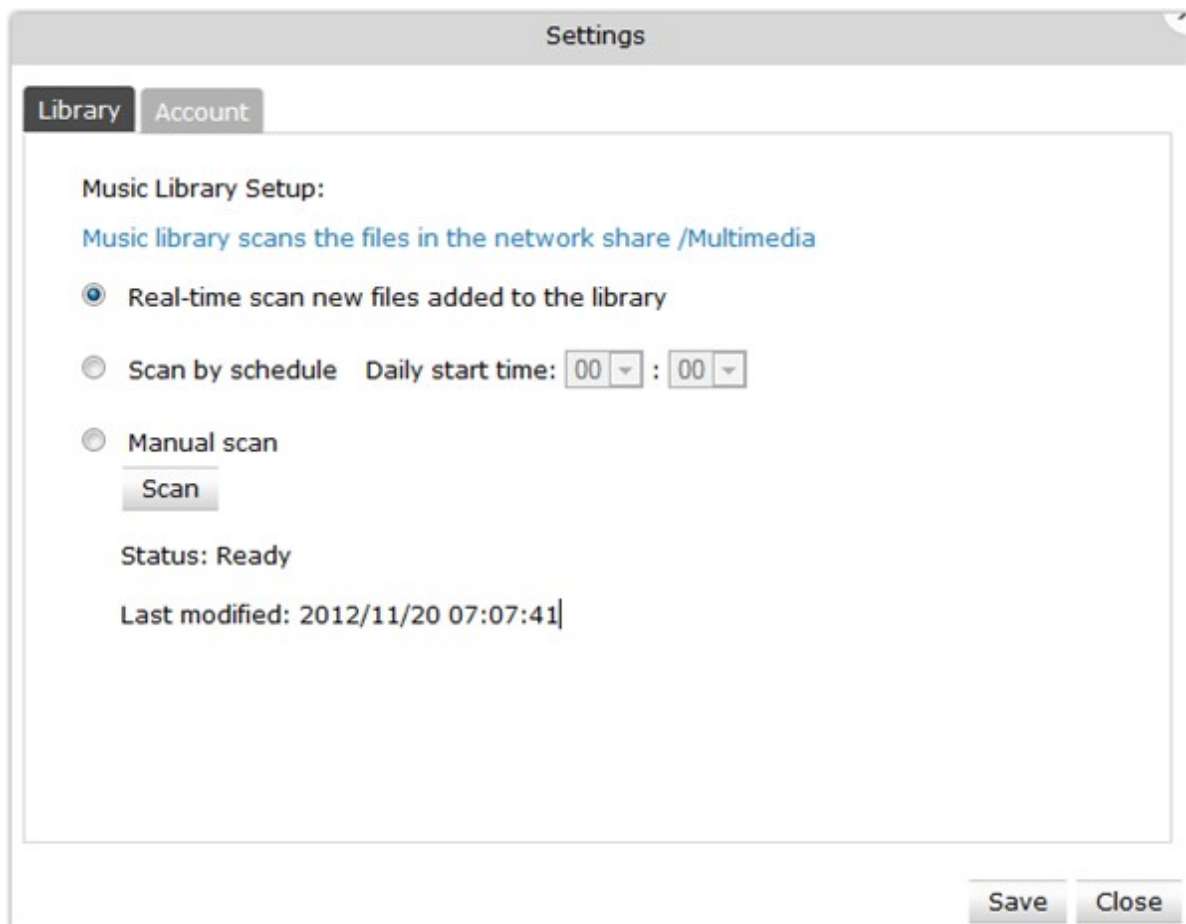 Settings
Library Account
Music Library Setup:
Music library scans the files in the network share /Multimedia
Real-time scan new files added to the library
Scan by schedule Daily start time: 00 : 00
Manual scan
Scan
Status: Ready
Last modified: 2012/11/20 07:07:41
Save Close